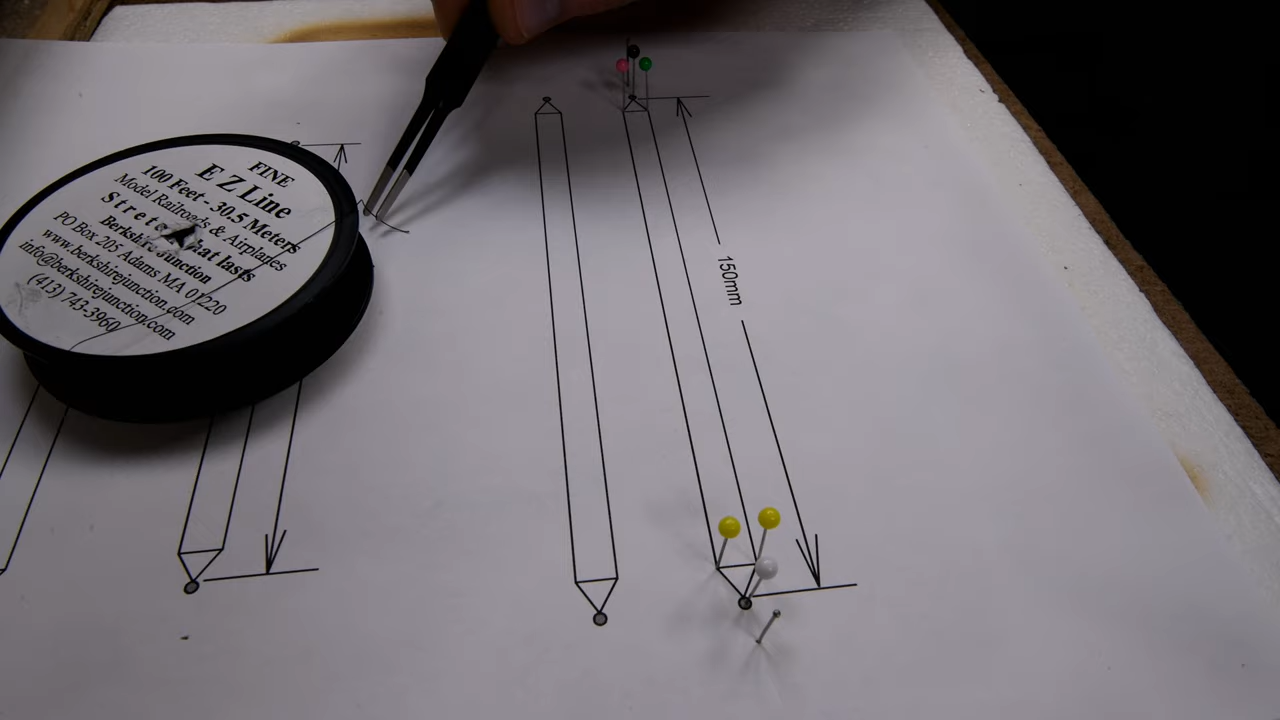 FINE
E Z Line
100 Feet - 30.5 Meters
Model Railroads & Airplanes
Stretch that lasts
Berkshire Junction
PO Box 205 Adams MA 01220
www.berkshirejunction.com
info@berkshirejunction.com
(413) 743-3960
150mm